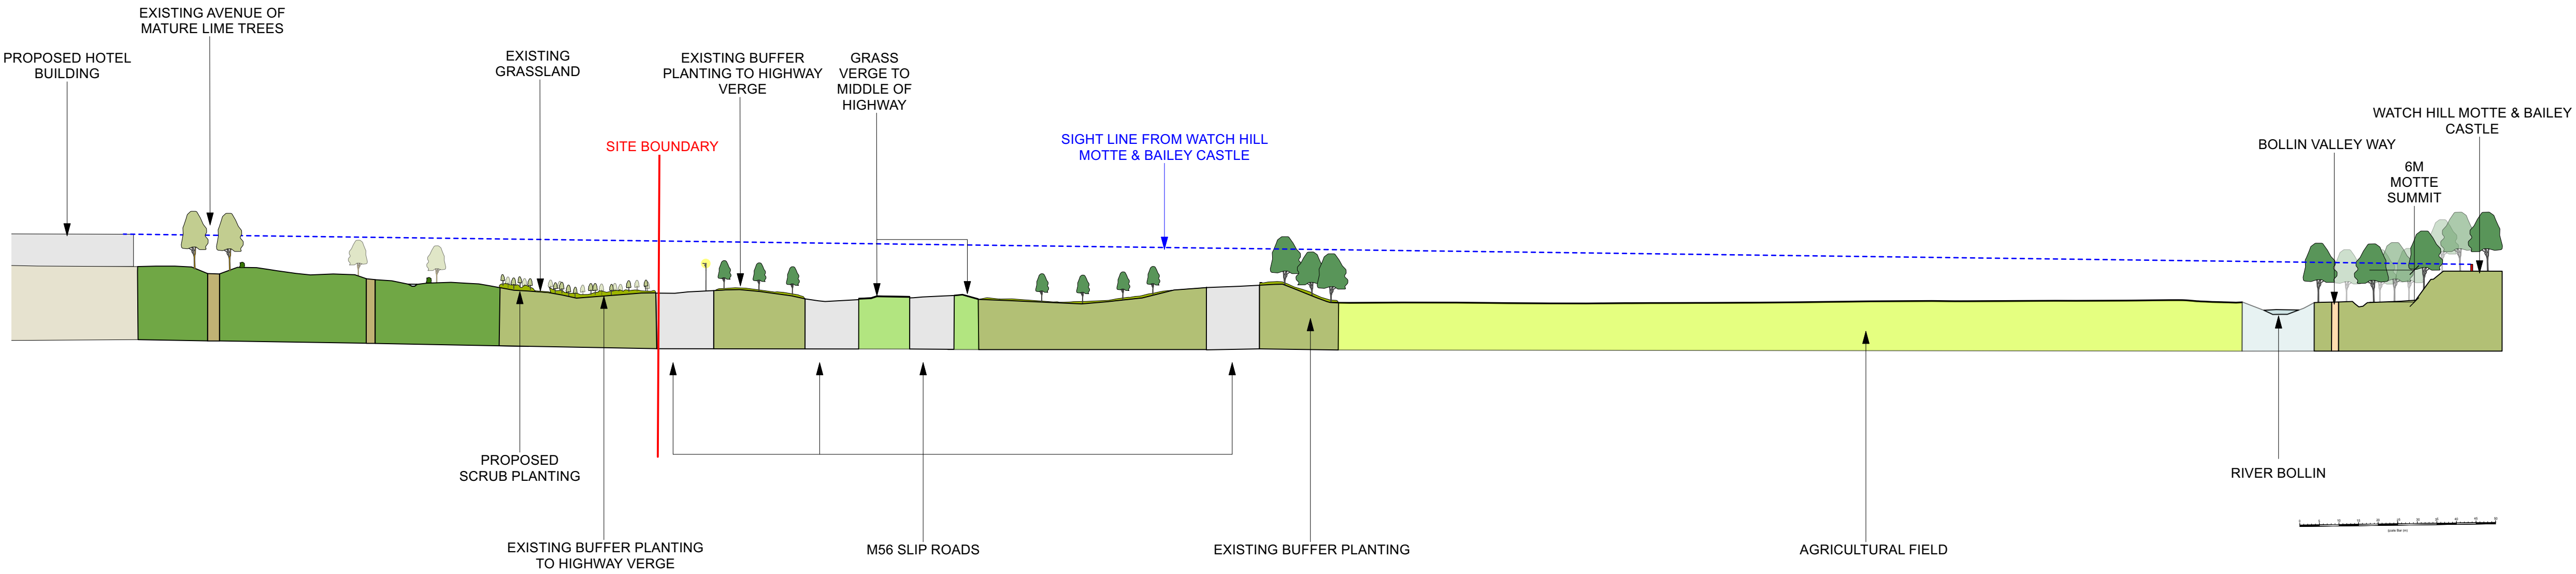 EXISTING AVENUE OF
MATURE LIME TREES
PROPOSED HOTEL
BUILDING
EXISTING
GRASSLAND
EXISTING BUFFER
PLANTING TO HIGHWAY
VERGE
GRASS
VERGE TO
MIDDLE OF
HIGHWAY
SITE BOUNDARY
SIGHT LINE FROM WATCH HILL
MOTTE & BAILEY CASTLE
WATCH HILL MOTTE & BAILEY
CASTLE
BOLLIN VALLEY WAY
6M
MOTTE
SUMMIT
PROPOSED
SCRUB PLANTING
RIVER BOLLIN
EXISTING BUFFER PLANTING
TO HIGHWAY VERGE
M56 SLIP ROADS
EXISTING BUFFER PLANTING
AGRICULTURAL FIELD